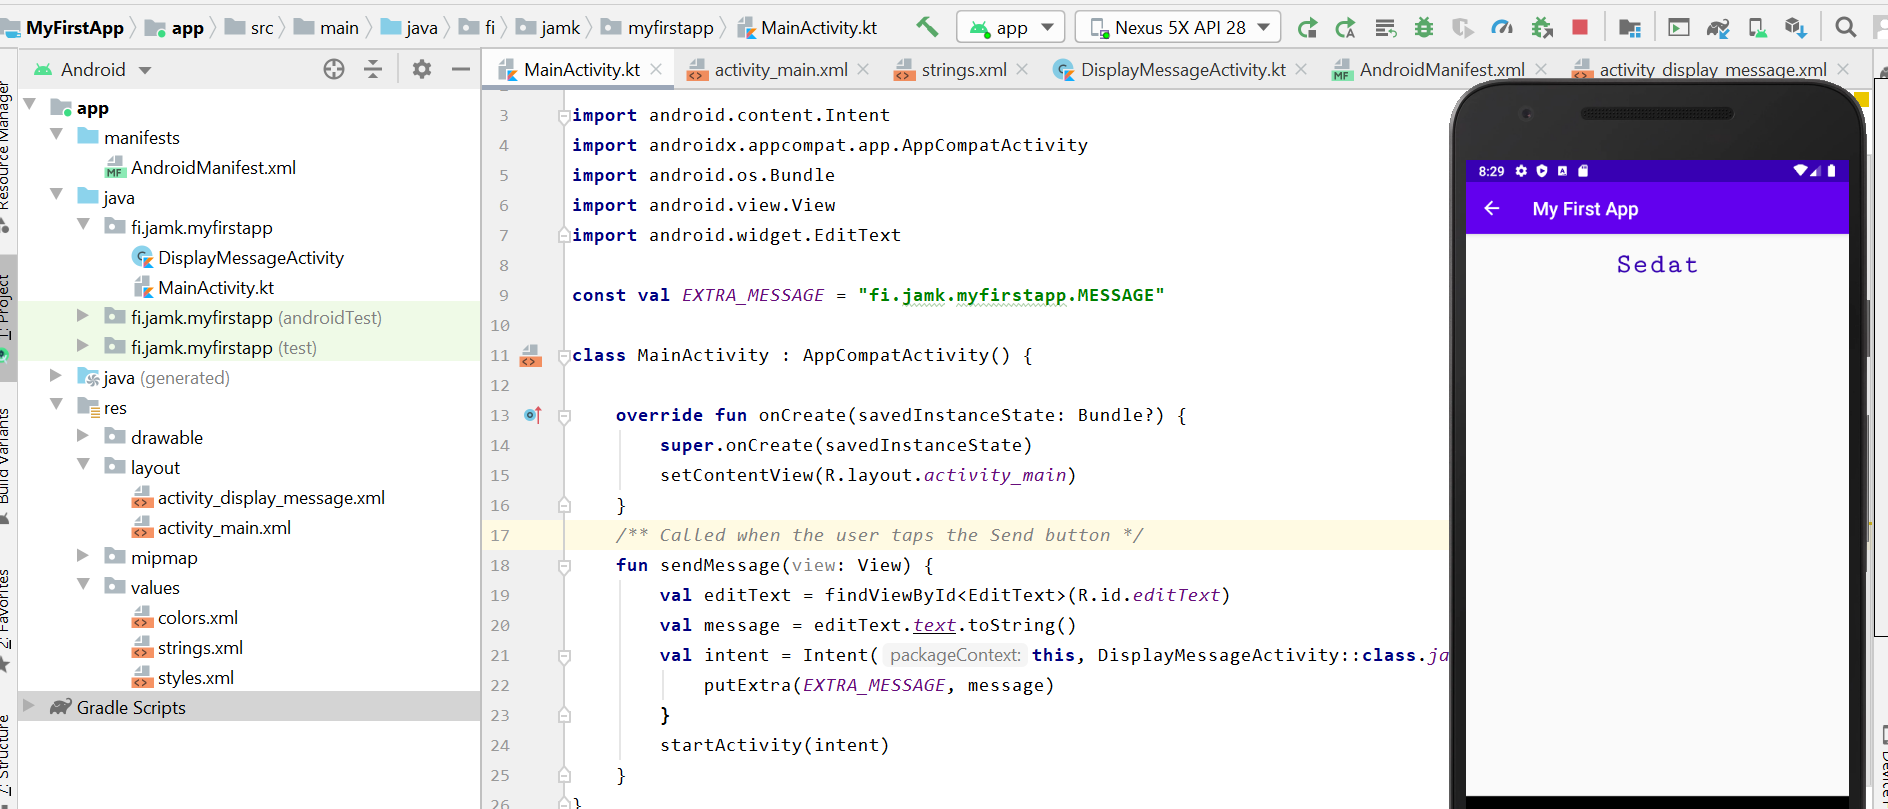 MyFirstApp app src main java fi jamk myfirstapp MainActivity.kt app Nexus 5X API 28
Android
MainActivity.kt activity_main.xml strings.xml DisplayMessageActivity.kt AndroidManifest.xml activity_display_message.xml
Resource Manager
1: Project
Build Variants
2: Favorites
7: Structure
app
manifests
MF AndroidManifest.xml
java
fi.jamk.myfirstapp
DisplayMessageActivity
MainActivity.kt
fi.jamk.myfirstapp (androidTest)
fi.jamk.myfirstapp (test)
java (generated)
res
drawable
layout
activity_display_message.xml
activity_main.xml
mipmap
values
colors.xml
strings.xml
styles.xml
Gradle Scripts
3 import android.content.Intent
4 import androidx.appcompat.app.AppCompatActivity
5 import android.os.Bundle
6 import android.view.View
7 import android.widget.EditText
8
9 const val EXTRA_MESSAGE = "fi.jamk.myfirstapp.MESSAGE"
10
11 class MainActivity : AppCompatActivity() {
12
13 override fun onCreate(savedInstanceState: Bundle?) {
14 super.onCreate(savedInstanceState)
15 setContentView(R.layout.activity_main)
16 }
17 /** Called when the user taps the Send button */
18 fun sendMessage(view: View) {
19 val editText = findViewById<EditText>(R.id.editText)
20 val message = editText.text.toString()
21 val intent = Intent( packageContext: this, DisplayMessageActivity::class.ja
22 putExtra(EXTRA_MESSAGE, message)
23 }
24 startActivity(intent)
25 }
26 }
8:29
My First App
Sedat